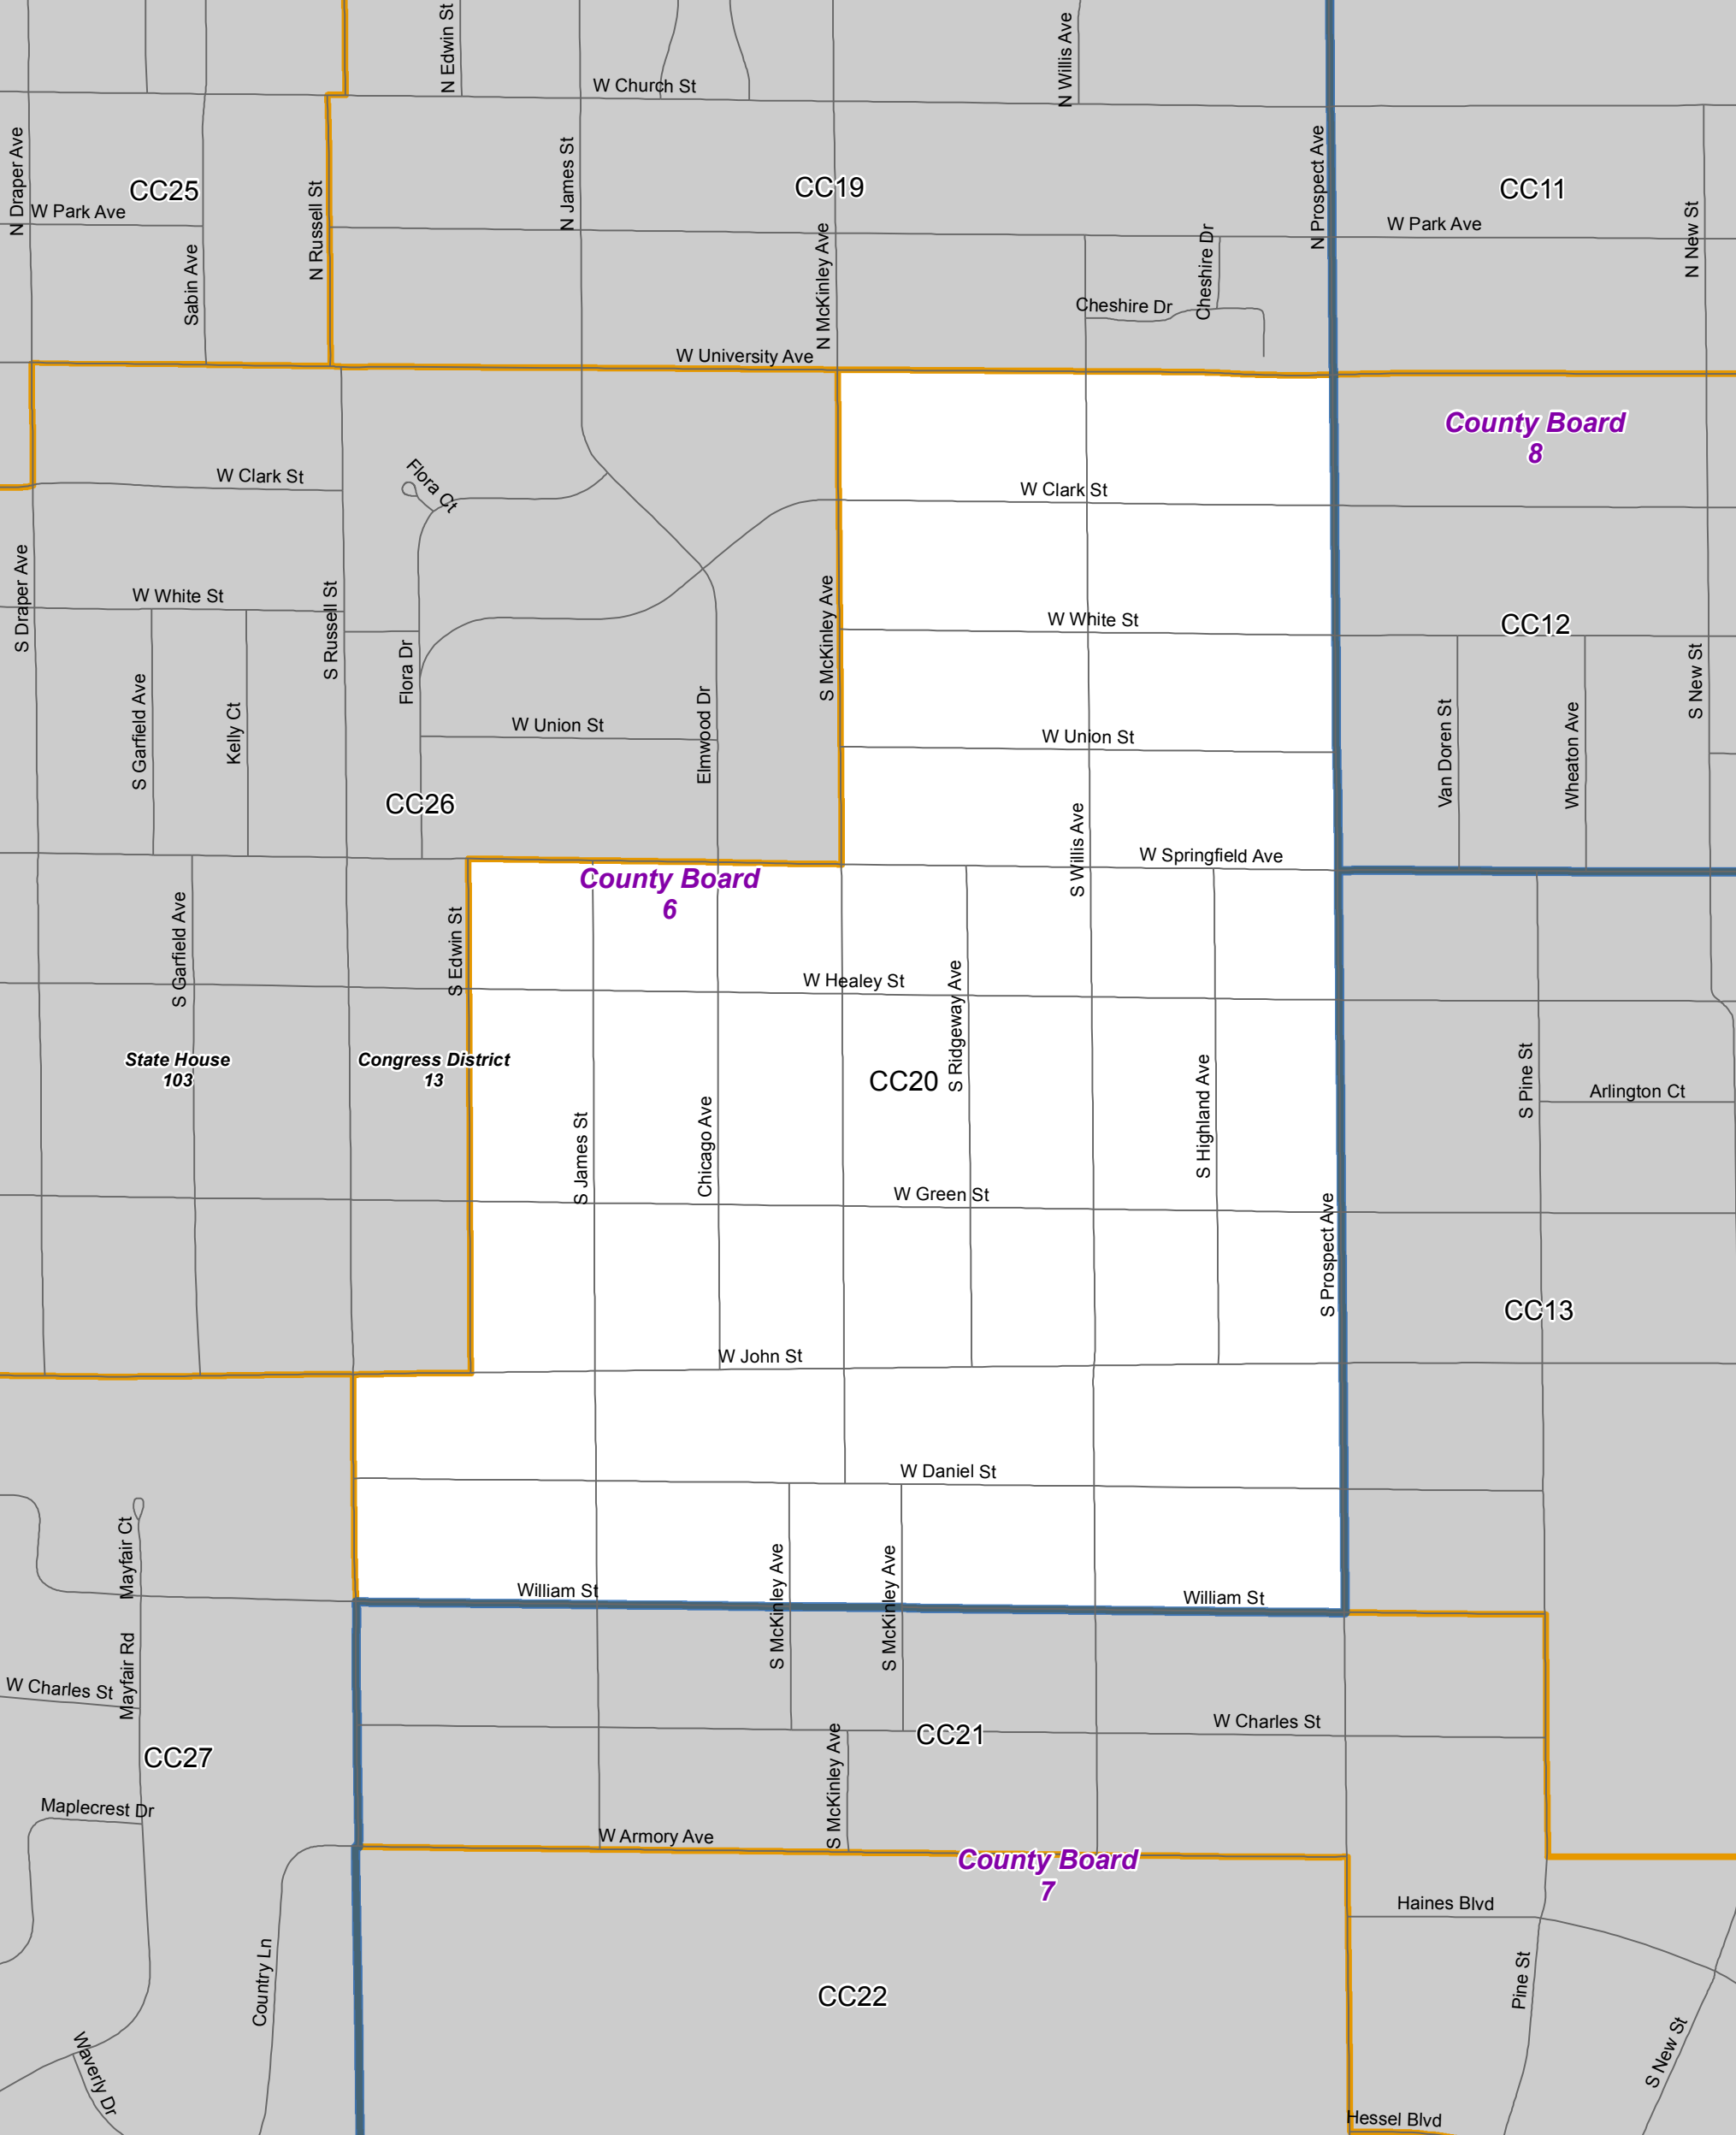 N Edwin St
N Willis Ave
W Church St
N Draper Ave
N James St
N Prospect Ave
CC25
CC19
CC11
N Russell St
W Park Ave
W Park Ave
N New St
Sabin Ave
N McKinley Ave
Cheshire Dr
Cheshire Dr
W University Ave
County Board
8
W Clark St
Flora Ct
W Clark St
S Draper Ave
W White St
S Russell St
S McKinley Ave
W White St
CC12
Flora Dr
S New St
S Garfield Ave
Kelly Ct
W Union St
Elmwood Dr
W Union St
Van Doren St
Wheaton Ave
CC26
S Willis Ave
W Springfield Ave
County Board
6
S Garfield Ave
S Edwin St
W Healey St
S Ridgeway Ave
State House
103
Congress District
13
CC20
S Highland Ave
S Pine St
Arlington Ct
S James St
Chicago Ave
W Green St
S Prospect Ave
CC13
W John St
W Daniel St
Mayfair Ct
William St
S McKinley Ave
S McKinley Ave
William St
Mayfair Rd
W Charles St
CC21
W Charles St
CC27
S McKinley Ave
Maplecrest Dr
W Armory Ave
County Board
7
Haines Blvd
Country Ln
Pine St
CC22
S New St
Waverly Dr
Hessel Blvd